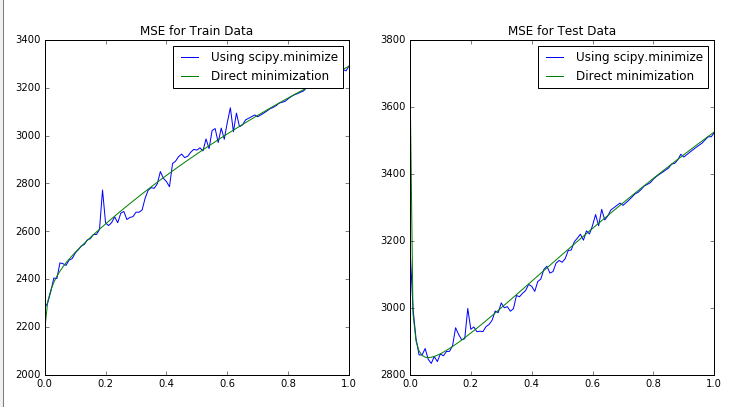 MSE for Train Data
3400
3200
3000
2800
2600
2400
2200
2000
0.0 0.2 0.4 0.6 0.8 1.0
Using scipy.minimize
Direct minimization
MSE for Test Data
3800
3600
3400
3200
3000
2800
0.0 0.2 0.4 0.6 0.8 1.0
Using scipy.minimize
Direct minimization